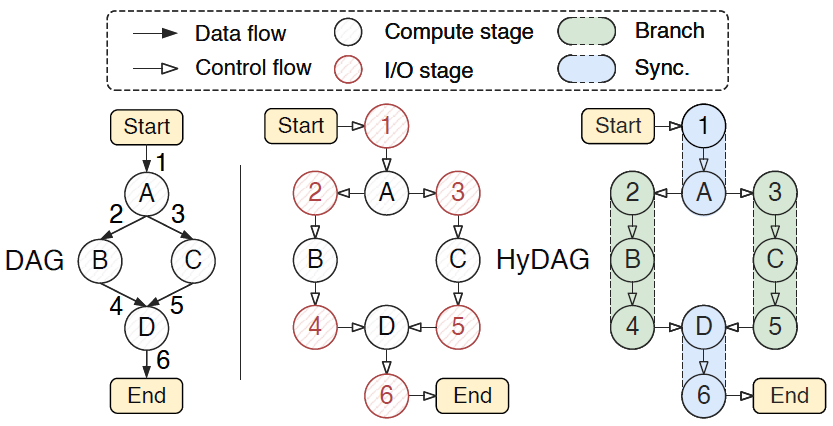 Data flow
Compute stage
Branch
Control flow
I/O stage
Sync.
Start
1
A
2
3
DAG
B
C
4
5
D
6
End
Start
1
2
A
3
B
C
4
D
5
6
End
HyDAG
Start
1
2
A
3
B
C
4
D
5
6
End